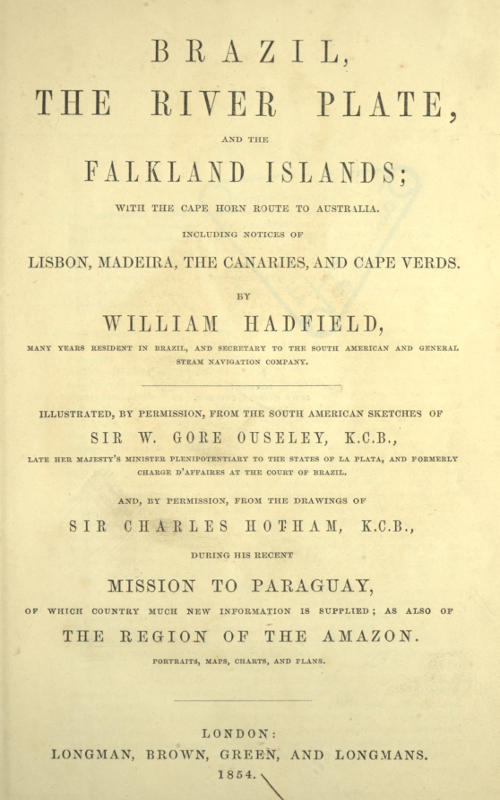 BRAZIL,
THE RIVER PLATE,
AND THE
FALKLAND ISLANDS;
WITH THE CAPE HORN ROUTE TO AUSTRALIA.
INCLUDING NOTICES OF
LISBON, MADEIRA, THE CANARIES, AND CAPE VERDS.
BY
WILLIAM HADFIELD,
MANY YEARS RESIDENT IN BRAZIL, AND SECRETARY TO THE SOUTH AMERICAN AND GENERAL
STEAM NAVIGATION COMPANY.
ILLUSTRATED, BY PERMISSION, FROM THE SOUTH AMERICAN SKETCHES OF
SIR W. GORE OUSELEY, K.C.B.,
LATE HER MAJESTY'S MINISTER PLENIPOTENTIARY TO THE STATES OF LA PLATA, AND FORMERLY
CHARGE D'AFFAIRES AT THE COURT OF BRAZIL.
AND, BY PERMISSION, FROM THE DRAWINGS OF
SIR CHARLES HOTHAM, K.C.B.,
DURING HIS RECENT
MISSION TO PARAGUAY,
OF WHICH COUNTRY MUCH NEW INFORMATION IS SUPPLIED; AS ALSO OF
THE REGION OF THE AMAZON.
PORTRAITS, MAPS, CHARTS, AND PLANS.
LONDON:
LONGMAN, BROWN, GREEN, AND LONGMANS.
1854.